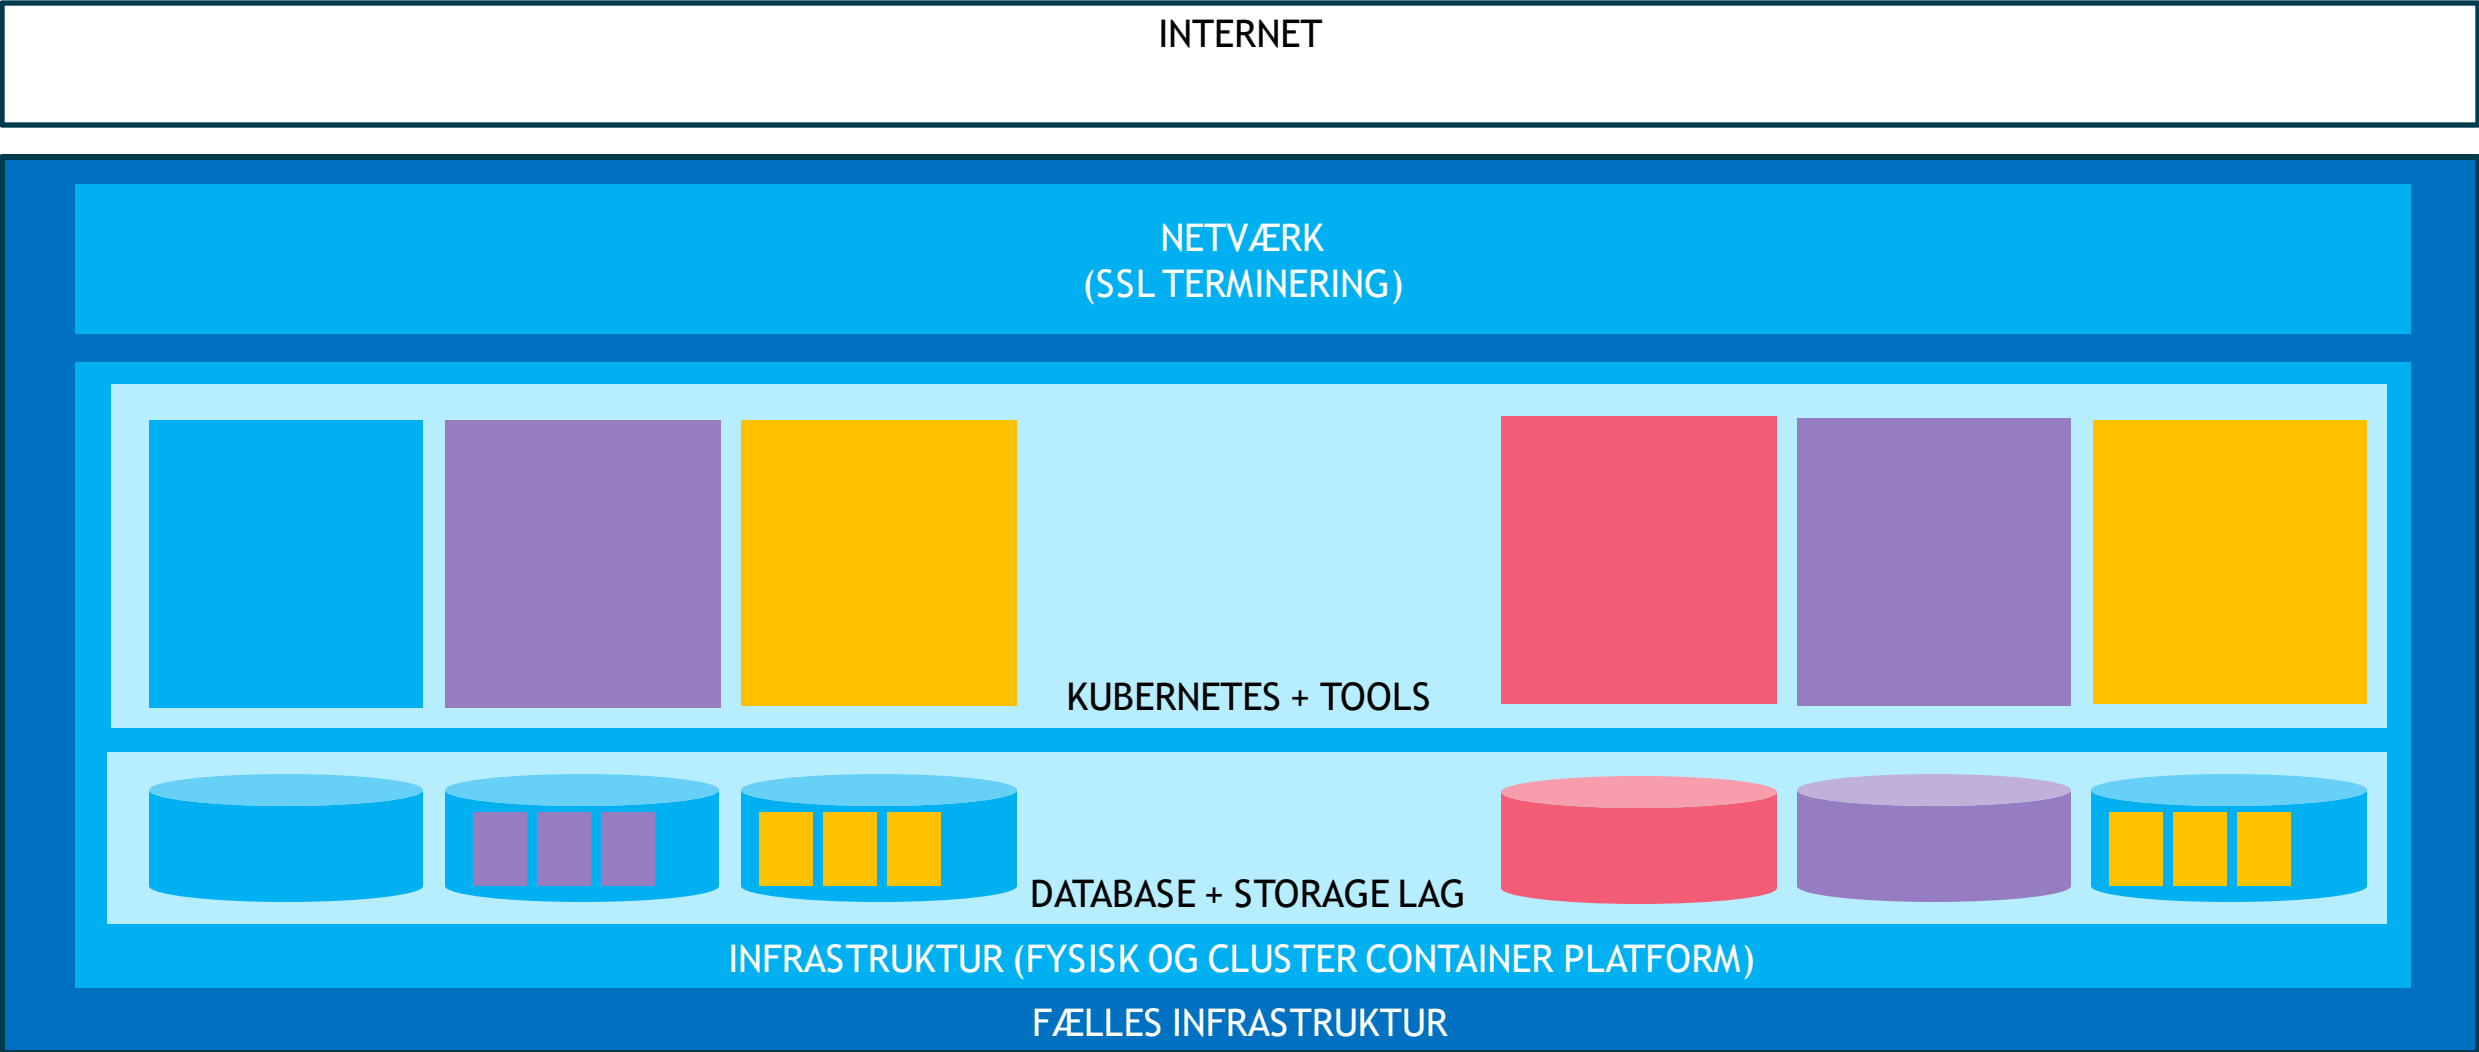 INTERNET
NETVÆRK
(SSL TERMINERING)
KUBERNETES + TOOLS
DATABASE + STORAGE LAG
INFRASTRUKTUR (FYSISK OG CLUSTER CONTAINER PLATFORM)
FÆLLES INFRASTRUKTUR